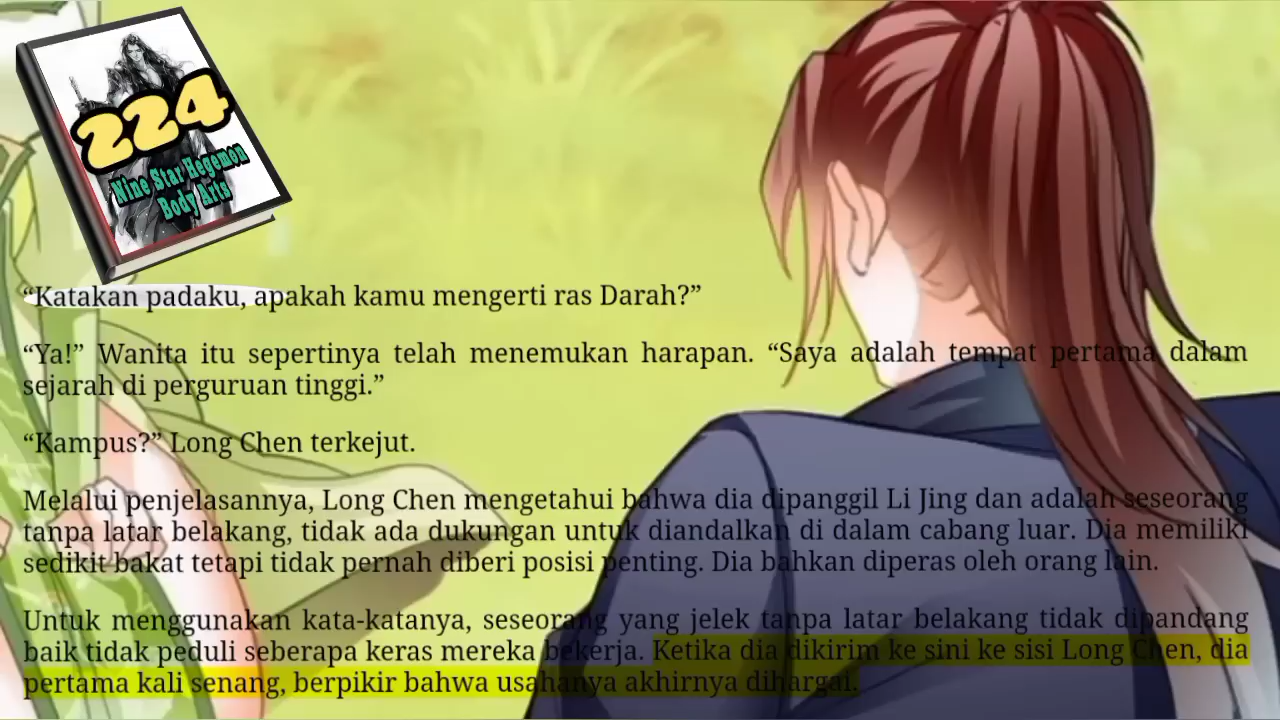 224
Nine Star Hegemon
Body Arts
“Katakan padaku, apakah kamu mengerti ras Darah?”
“Ya!” Wanita itu sepertinya telah menemukan harapan. “Saya adalah tempat pertama dalam
sejarah di perguruan tinggi.”
“Kampus?” Long Chen terkejut.
Melalui penjelasannya, Long Chen mengetahui bahwa dia dipanggil Li Jing dan adalah seseorang
tanpa latar belakang, tidak ada dukungan untuk diandalkan di dalam cabang luar. Dia memiliki
sedikit bakat tetapi tidak pernah diberi posisi penting. Dia bahkan diperas oleh orang lain.
Untuk menggunakan kata-katanya, seseorang yang jelek tanpa latar belakang tidak dipandang
baik tidak peduli seberapa keras mereka bekerja. Ketika dia dikirim ke sini ke sisi Long Chen, dia
pertama kali senang, berpikir bahwa usahanya akhirnya dihargai.